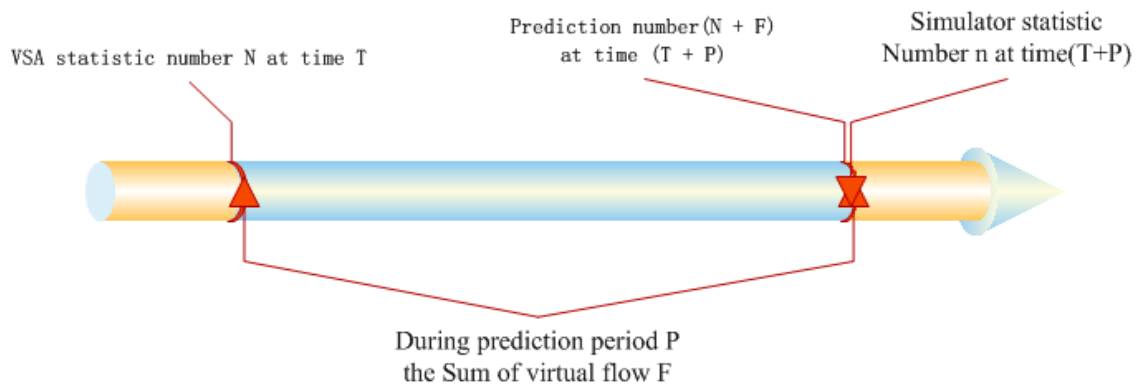 VSA statistic number N at time T
Prediction number(N + F)
at time (T + P)
Simulator statistic
Number n at time(T+P)
During prediction period P
the Sum of virtual flow F